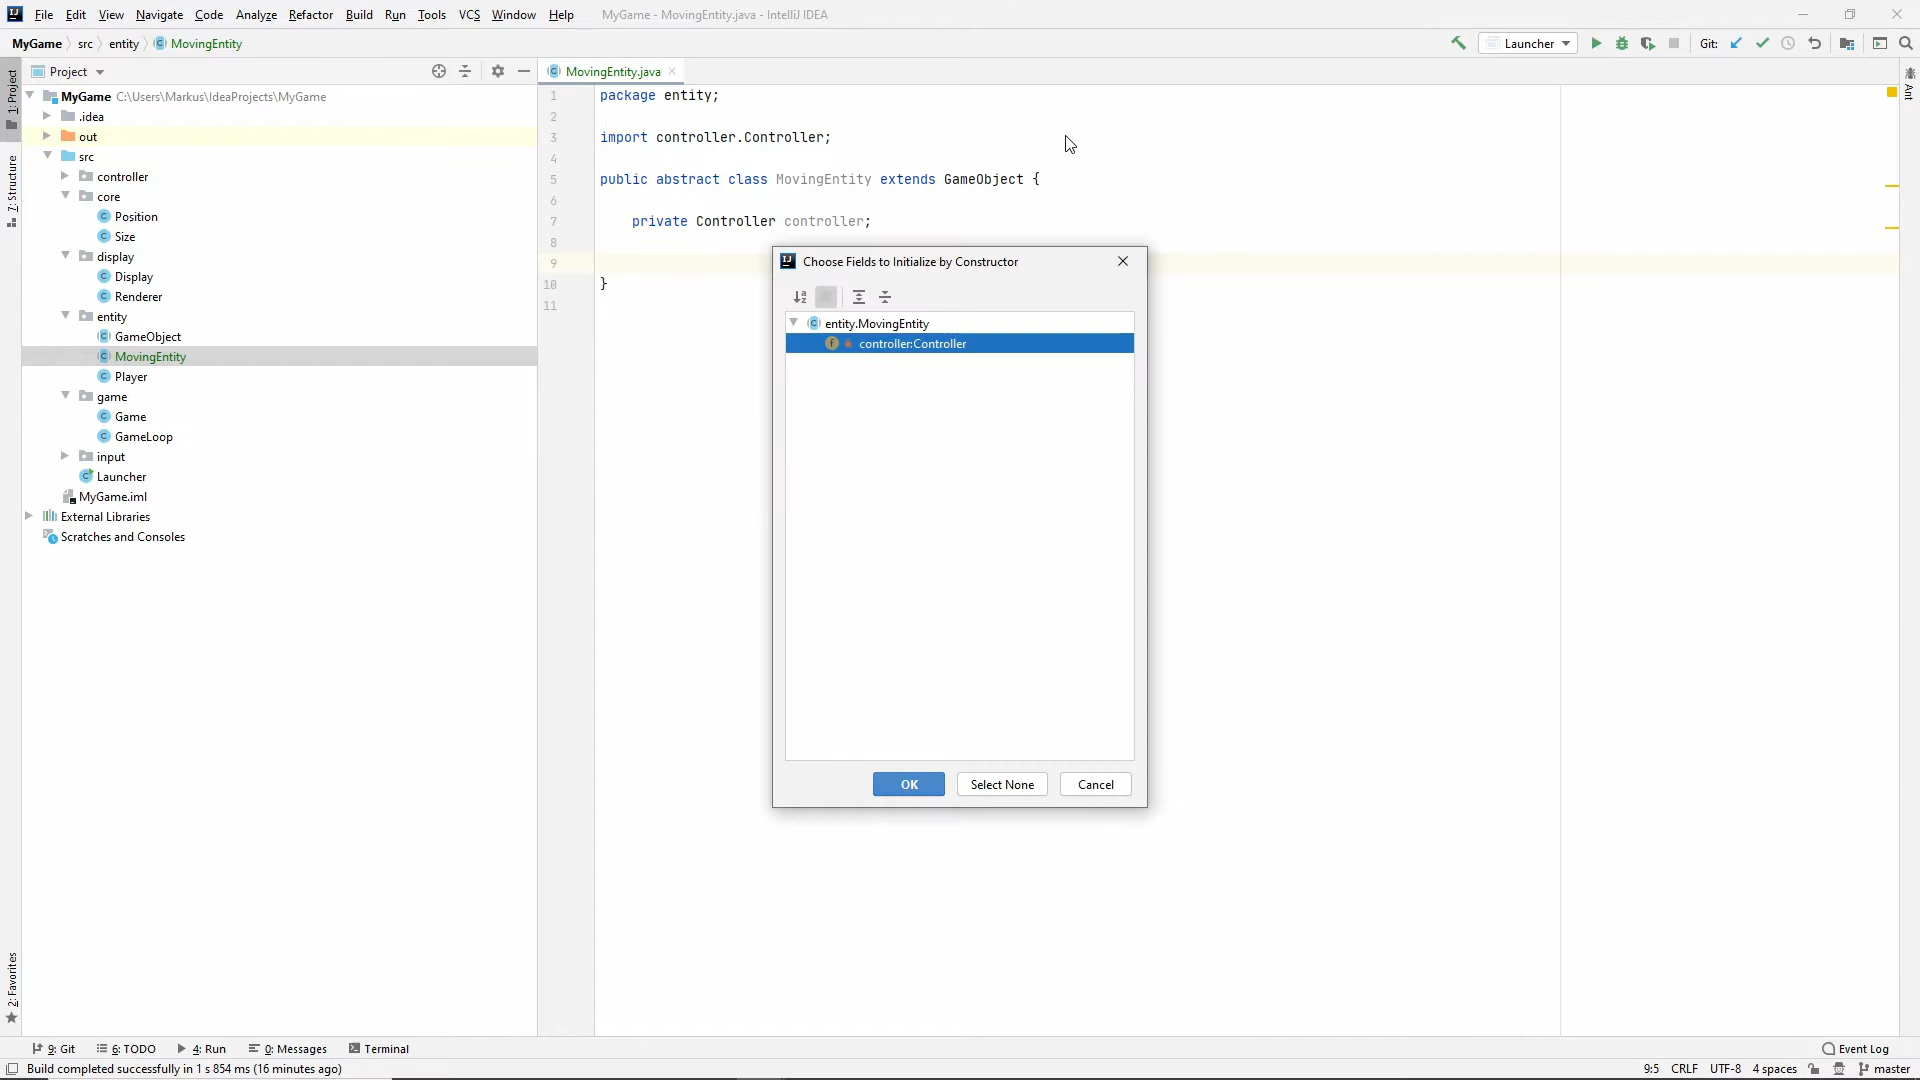 File Edit View Navigate Code Analyze Refactor Build Run Tools VCS Window Help MyGame - MovingEntity.java - IntelliJ IDEA
MyGame src entity MovingEntity
Launcher Git:
Project
MovingEntity.java
1: Project
7: Structure
2: Favorites
Ant
MyGame C:\Users\Markus\IdeaProjects\MyGame
.idea
out
src
controller
core
Position
Size
display
Display
Renderer
entity
GameObject
MovingEntity
Player
game
Game
GameLoop
input
Launcher
MyGame.iml
External Libraries
Scratches and Consoles
1 package entity;
2
3 import controller.Controller;
4
5 public abstract class MovingEntity extends GameObject {
6
7 private Controller controller;
8
9
10 }
11
Choose Fields to Initialize by Constructor
entity.MovingEntity
controller:Controller
OK Select None Cancel
9: Git 6: TODO 4: Run 0: Messages Terminal Event Log
Build completed successfully in 1 s 854 ms (16 minutes ago) 9:5 CRLF UTF-8 4 spaces master